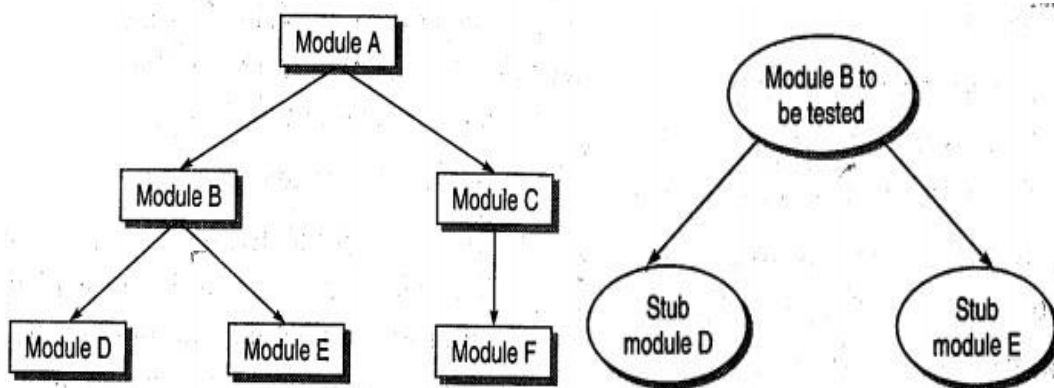 Module A
Module B
Module C
Module D
Module E
Module F
Module B to
be tested
Stub
module D
Stub
module E